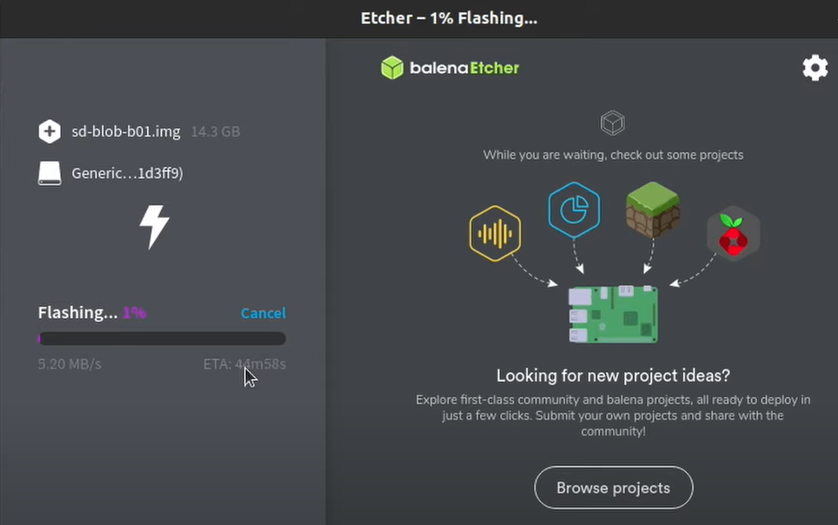 Etcher – 1% Flashing...
balenaEtcher
sd-blob-b01.img 14.3 GB
Generic...1d3ff9)
While you are waiting, check out some projects
Flashing... 1% Cancel
5.20 MB/s ETA: 44m58s
Looking for new project ideas?
Explore first-class community and balena projects, all ready to deploy in
just a few clicks. Submit your own projects and share with the
community!
Browse projects